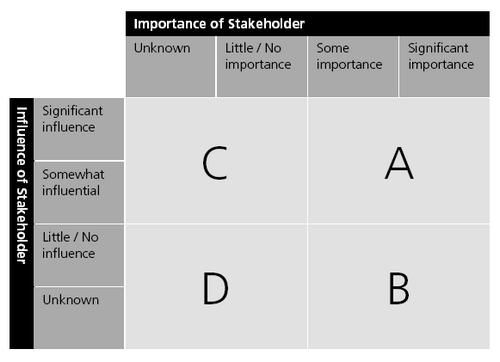 Importance of Stakeholder
Unknown
Little / No
importance
Some
importance
Significant
importance
Influence of Stakeholder
Significant
influence
Somewhat
influential
Little / No
influence
Unknown
C
A
D
B